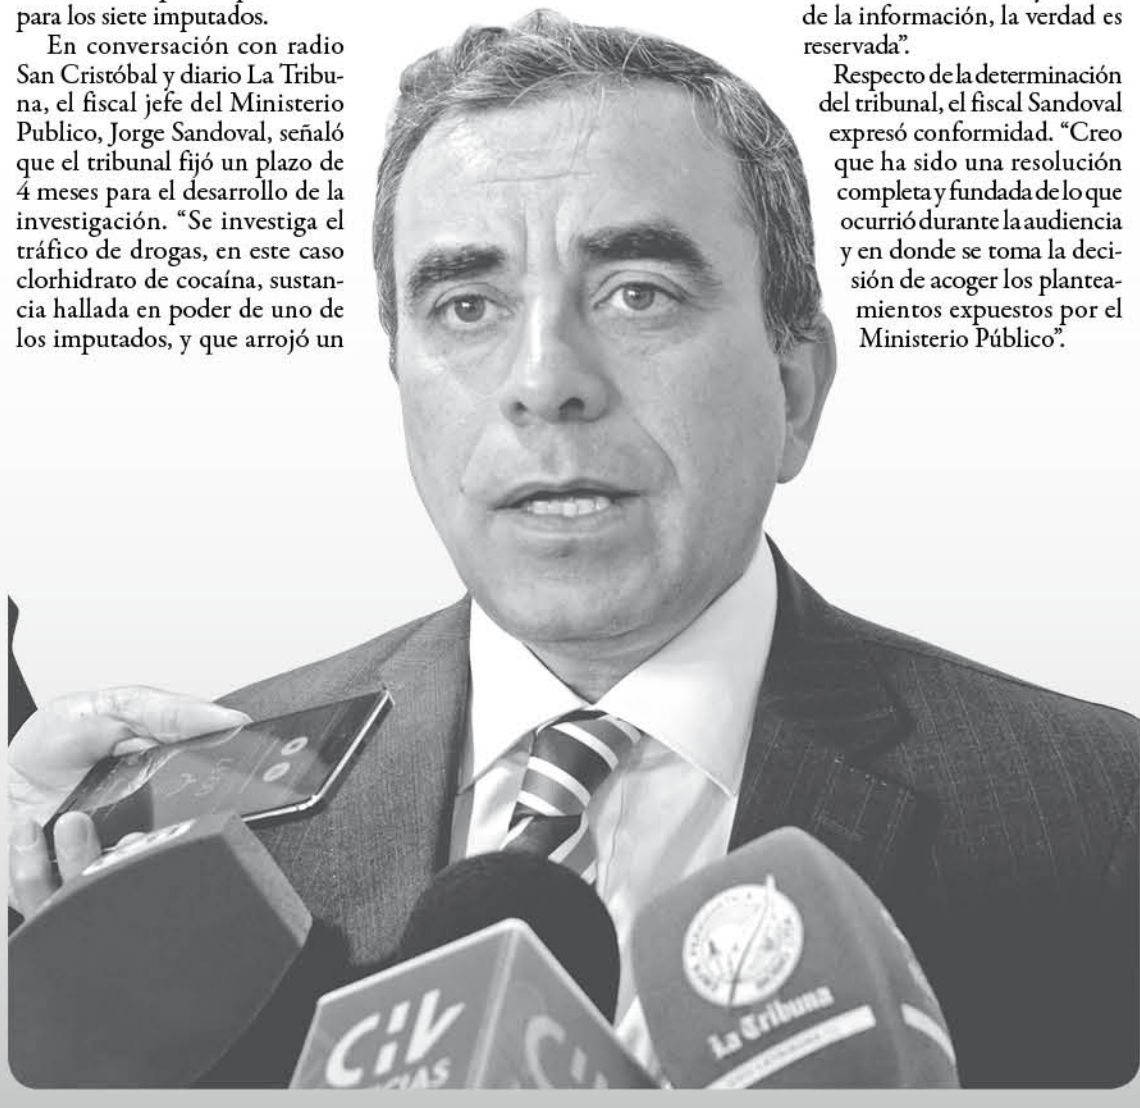 para los siete imputados.
En conversación con radio
San Cristóbal y diario La Tribu-
na, el fiscal jefe del Ministerio
Publico, Jorge Sandoval, señaló
que el tribunal fijó un plazo de
4 meses para el desarrollo de la
investigación. “Se investiga el
tráfico de drogas, en este caso
clorhidrato de cocaína, sustan-
cia hallada en poder de uno de
los imputados, y que arrojó un
de la información, la verdad es
reservada”.
Respecto de la determinación
del tribunal, el fiscal Sandoval
expresó conformidad. “Creo
que ha sido una resolución
completa y fundada de lo que
ocurrió durante la audiencia
y en donde se toma la deci-
sión de acoger los plantea-
mientos expuestos por el
Ministerio Público”.
La Tribuna